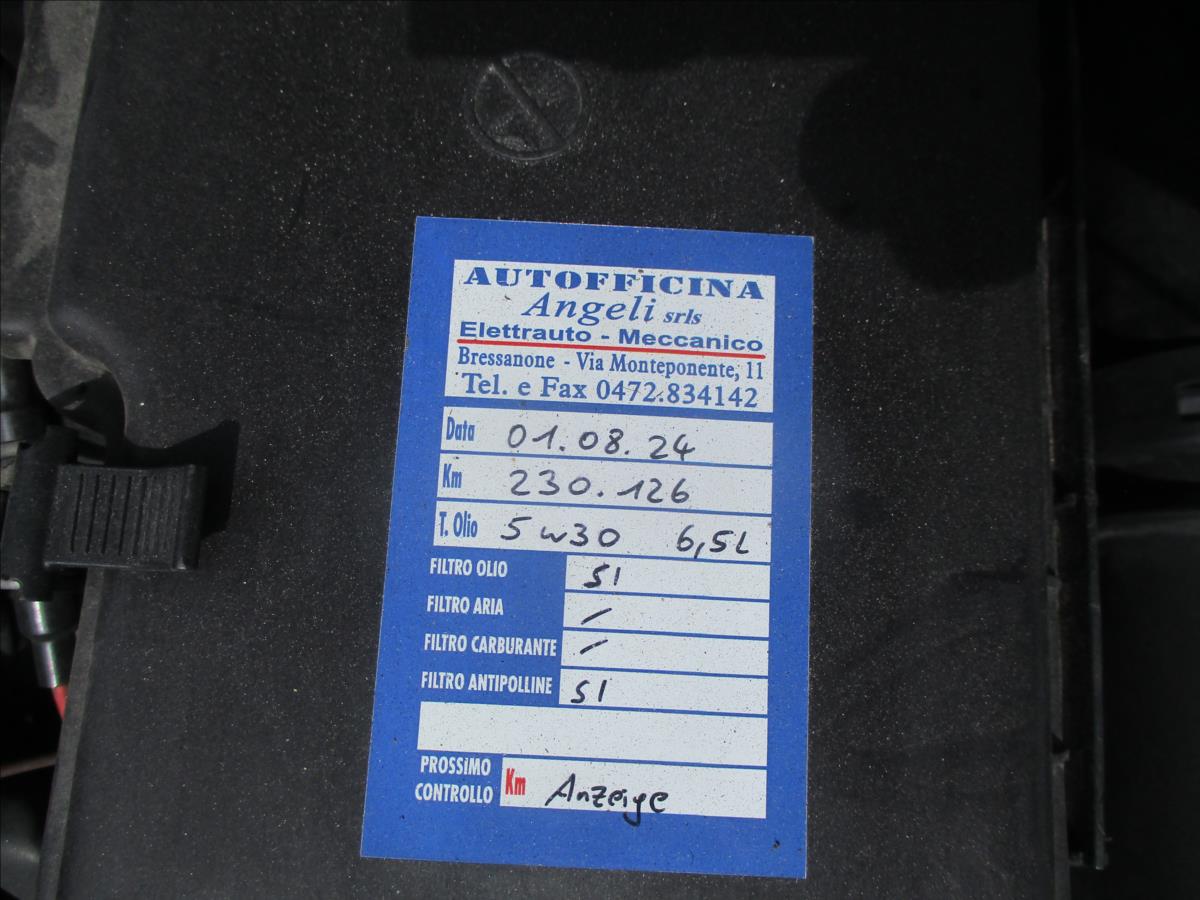 AUTOFFICINA
Angeli srls
Elettrauto - Meccanico
Bressanone - Via Monteponente, 11
Tel. e Fax 0472.834142
Data 01.08.24
Km 230.126
T. Olio 5w30 6,5L
FILTRO OLIO SI
FILTRO ARIA /
FILTRO CARBURANTE /
FILTRO ANTIPOLLINE SI
PROSSiMO
CONTROLLO Km Anzeige